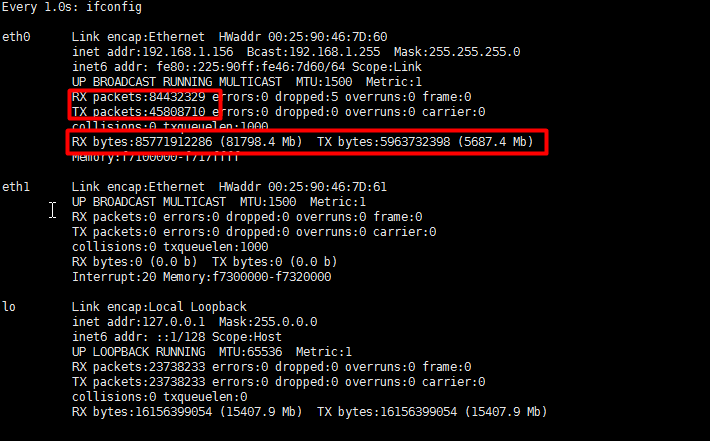 Every 1.0s: ifconfig
eth0 Link encap:Ethernet HWaddr 00:25:90:46:7D:60
inet addr:192.168.1.156 Bcast:192.168.1.255 Mask:255.255.255.0
inet6 addr: fe80::225:90ff:fe46:7d60/64 Scope:Link
UP BROADCAST RUNNING MULTICAST MTU:1500 Metric:1
RX packets:84432329 errors:0 dropped:5 overruns:0 frame:0
TX packets:45808710 errors:0 dropped:0 overruns:0 carrier:0
collisions:0 txqueuelen:1000
RX bytes:85771912286 (81798.4 Mb) TX bytes:5963732398 (5687.4 Mb)
Memory:f7100000-f717ffff
eth1 Link encap:Ethernet HWaddr 00:25:90:46:7D:61
UP BROADCAST MULTICAST MTU:1500 Metric:1
RX packets:0 errors:0 dropped:0 overruns:0 frame:0
TX packets:0 errors:0 dropped:0 overruns:0 carrier:0
collisions:0 txqueuelen:1000
RX bytes:0 (0.0 b) TX bytes:0 (0.0 b)
Interrupt:20 Memory:f7300000-f7320000
lo Link encap:Local Loopback
inet addr:127.0.0.1 Mask:255.0.0.0
inet6 addr: ::1/128 Scope:Host
UP LOOPBACK RUNNING MTU:65536 Metric:1
RX packets:23738233 errors:0 dropped:0 overruns:0 frame:0
TX packets:23738233 errors:0 dropped:0 overruns:0 carrier:0
collisions:0 txqueuelen:0
RX bytes:16156399054 (15407.9 Mb) TX bytes:16156399054 (15407.9 Mb)